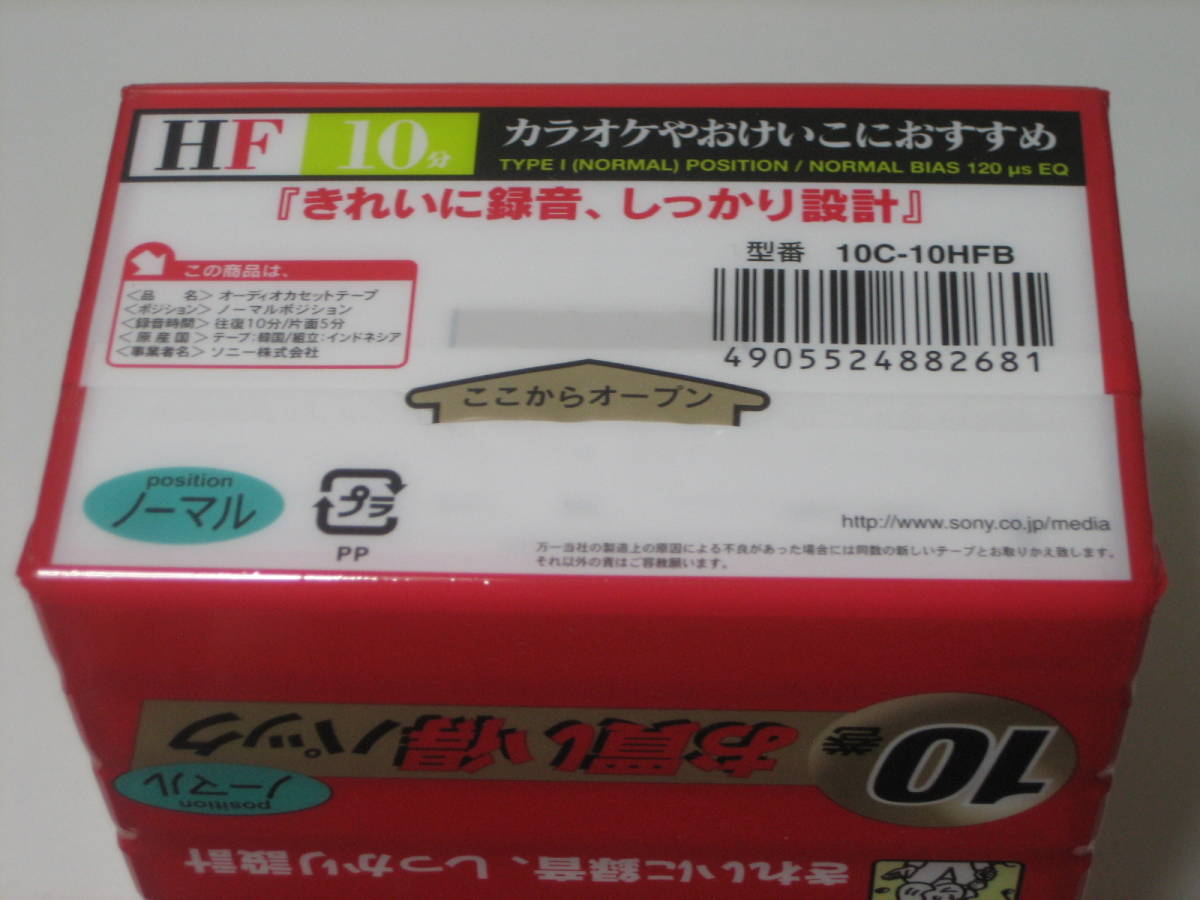 HF 10分 カラオケやおけいこにおすすめ
TYPE I (NORMAL) POSITION / NORMAL BIAS 120 μs EQ
『きれいに録音、しっかり設計』
型番 10C-10HFB
4905524882681
この商品は、
<品 名> オーディオカセットテープ
<ポジション> ノーマルポジション
<録音時間> 往復10分/片面5分
<原産国> テープ:韓国/組立:インドネシア
<事業者名> ソニー株式会社
ここからオープン
position
ノーマル
プラ
PP
http://www.sony.co.jp/media
万一当社の製造上の原因による不良があった場合には同数の新しいテープとお取りかえ致します。
それ以外の責はご容赦願います。
10巻 お買い得パック
position
ノーマル
きれいに録音、しっかり設計